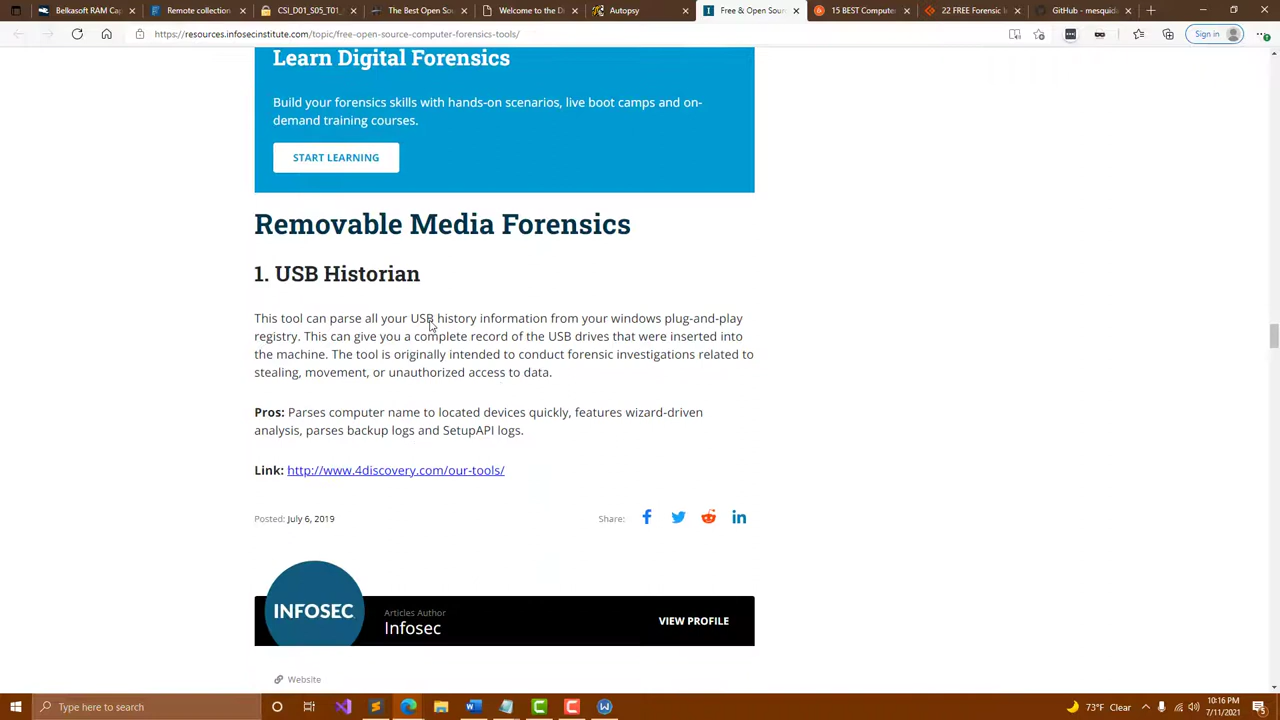 Belkasoft RAM Cap
Remote collection
CSI_D01_S05_T01_
The Best Open So
Welcome to the D
Autopsy
Free & Open Sour
15 BEST Computer
22 FREE Forensic I
GitHub - mesquida
https://resources.infosecinstitute.com/topic/free-open-source-computer-forensics-tools/
Sign in
Learn Digital Forensics
Build your forensics skills with hands-on scenarios, live boot camps and on-
demand training courses.
START LEARNING
Removable Media Forensics
1. USB Historian
This tool can parse all your USB history information from your windows plug-and-play
registry. This can give you a complete record of the USB drives that were inserted into
the machine. The tool is originally intended to conduct forensic investigations related to
stealing, movement, or unauthorized access to data.
Pros: Parses computer name to located devices quickly, features wizard-driven
analysis, parses backup logs and SetupAPI logs.
Link: http://www.4discovery.com/our-tools/
Posted: July 6, 2019
Share:
INFOSEC
Articles Author
Infosec
VIEW PROFILE
Website
Type here to search
73°F Clear
10:16 PM
7/11/2021